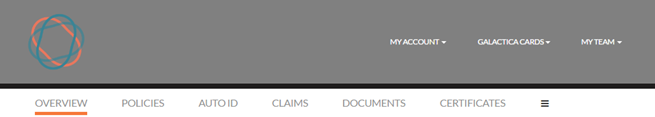 MY ACCOUNT GALACTICA CARDS MY TEAM
OVERVIEW POLICIES AUTO ID CLAIMS DOCUMENTS CERTIFICATES